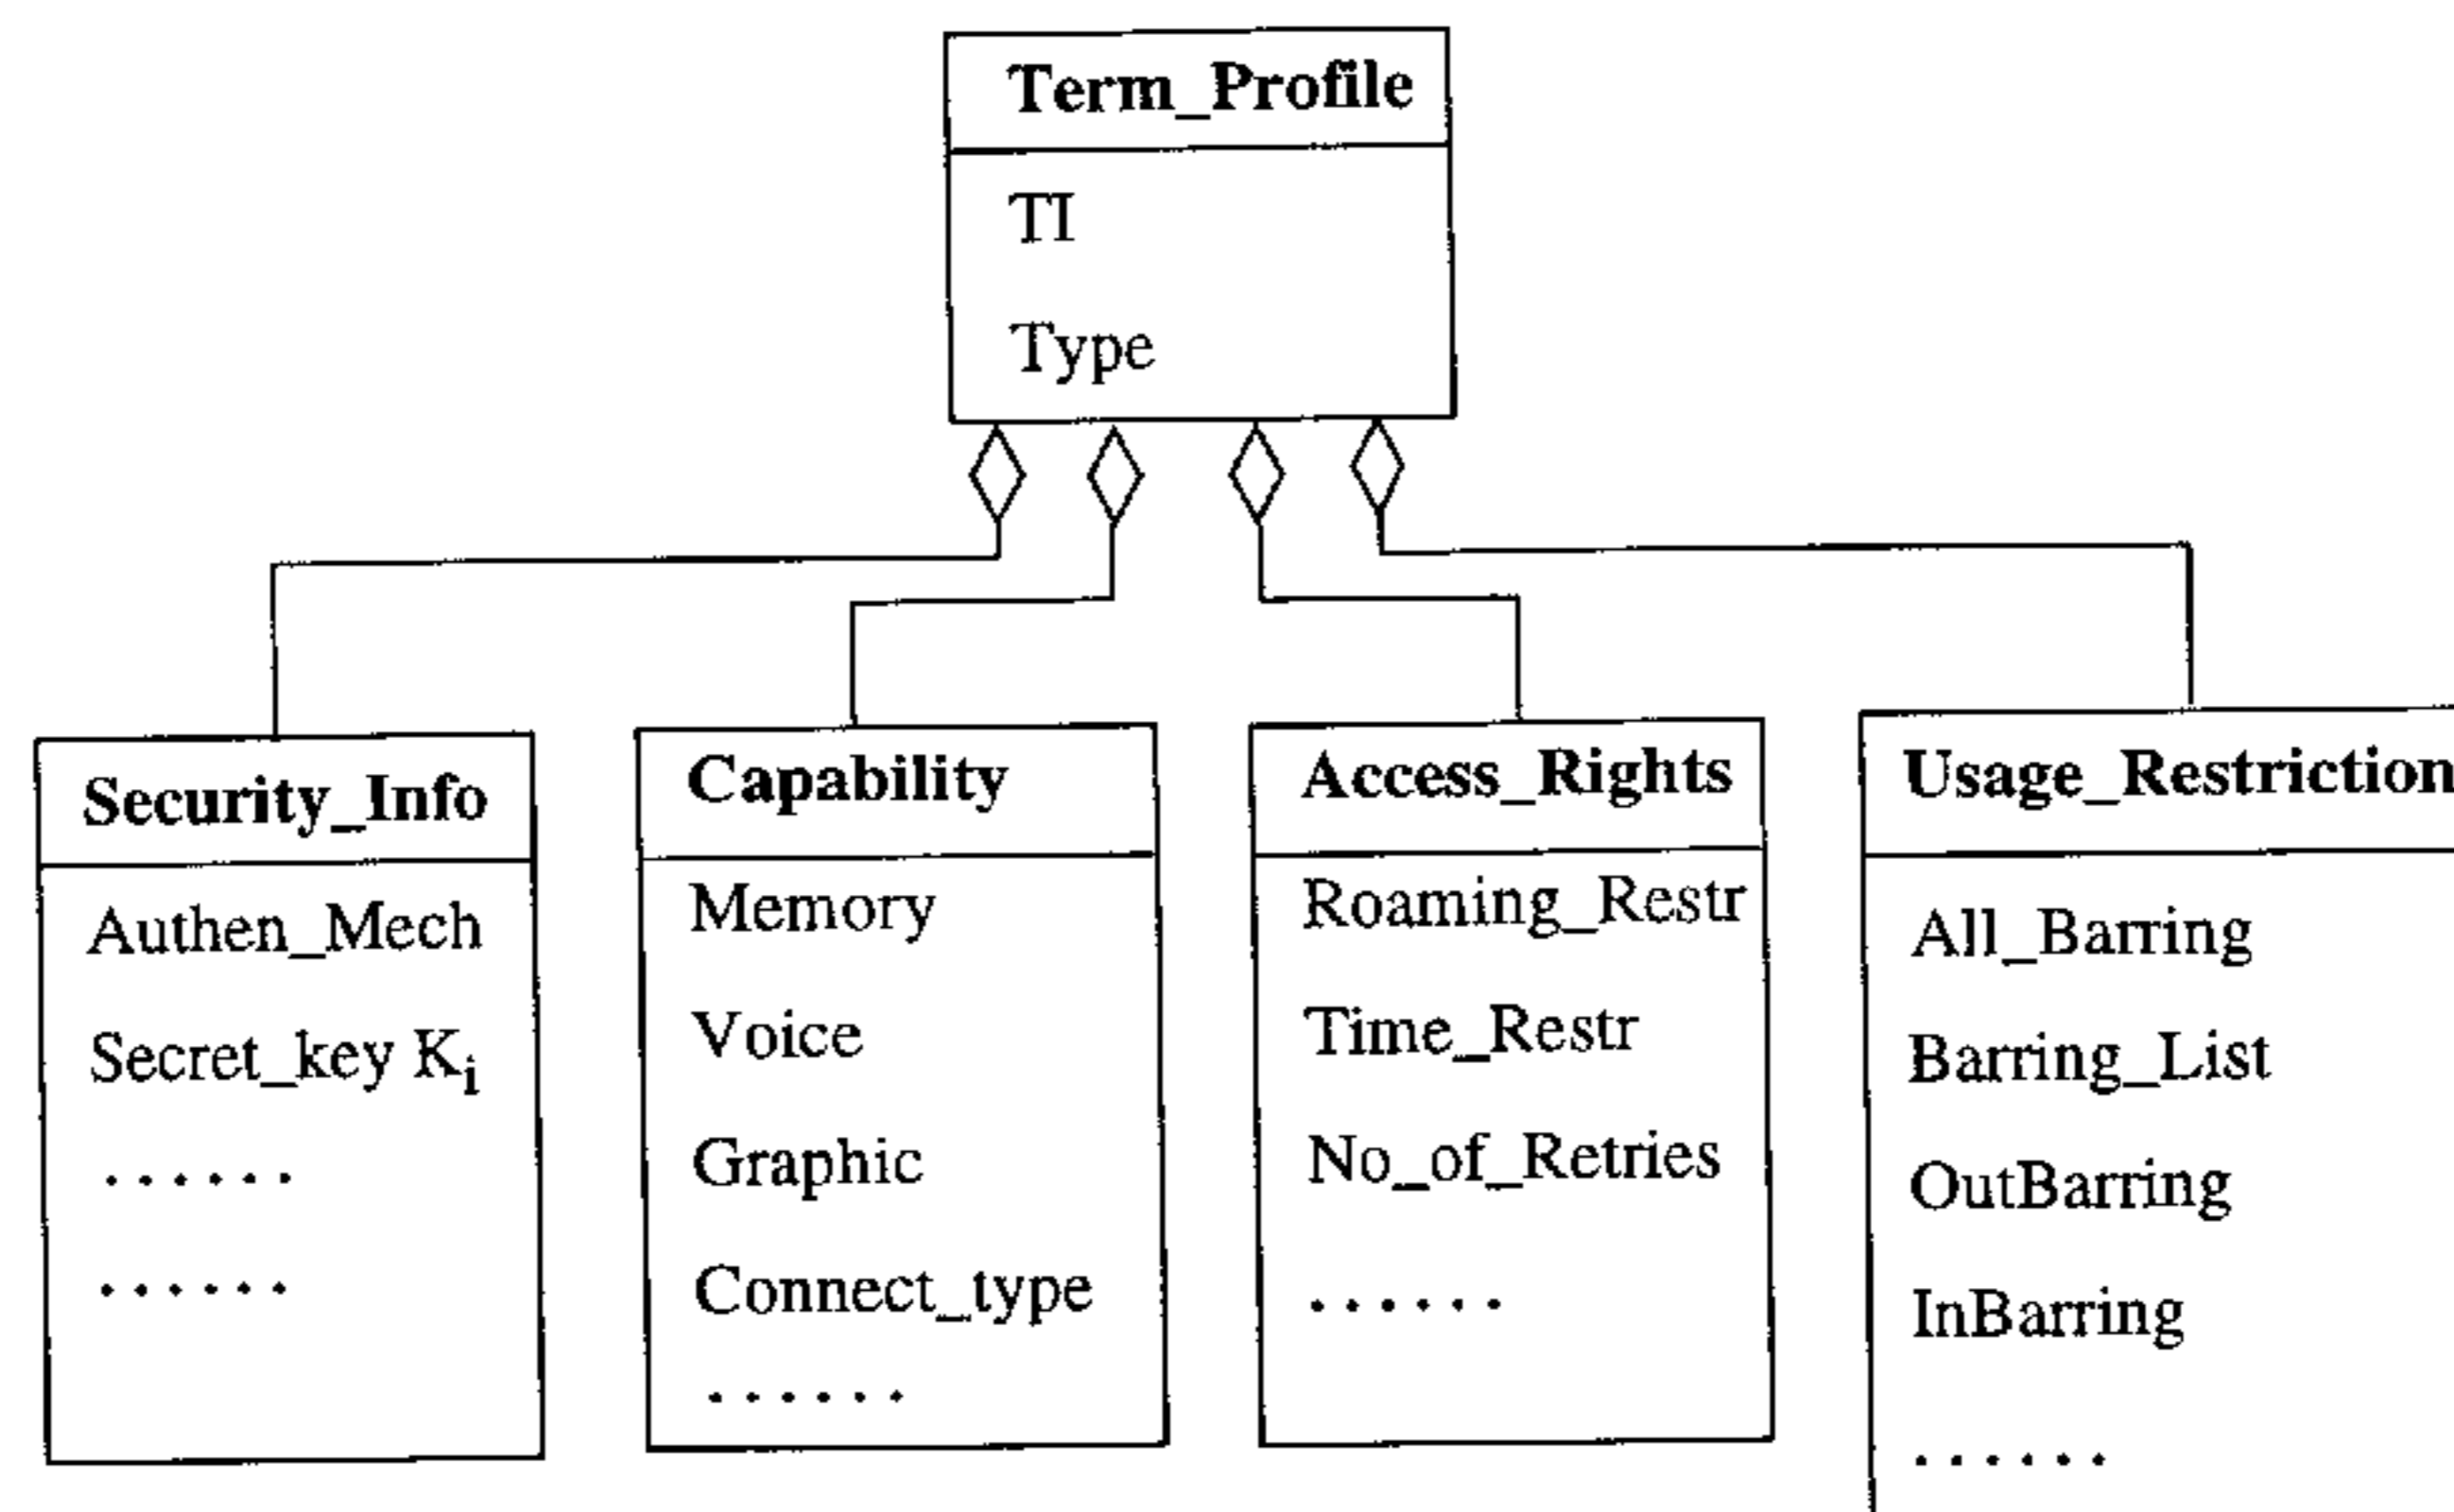 Term_Profile
TI
Type
Security_Info
Authen_Mech
Secret_key Ki
......
......
Capability
Memory
Voice
Graphic
Connect_type
......
Access_Rights
Roaming_Restr
Time_Restr
No_of_Retries
......
Usage_Restriction
All_Barring
Barring_List
OutBarring
InBarring
......